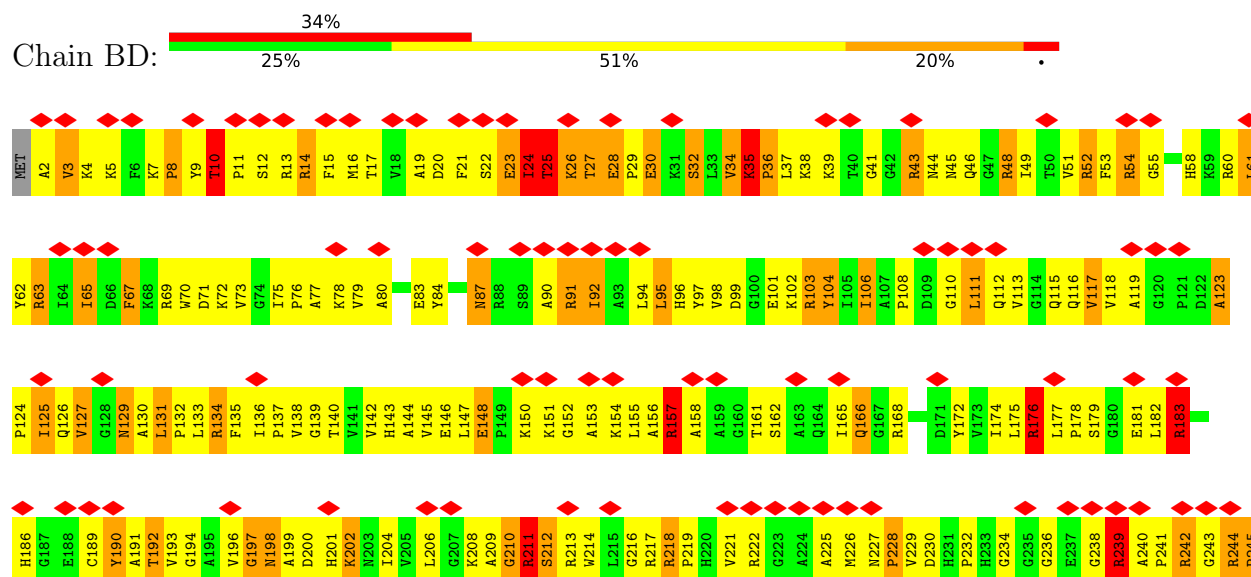 34%
Chain BD:
25% 51% 20% •
MET A2 V3 K4 K5 F6 K7 P8 Y9 T10 P11 S12 R13 R14 F15 M16 T17 V18 A19 D20 F21 S22 E23 I24 T25 K26 T27 E28 P29 E30 K31 S32 L33 V34 K35 P36 L37 K38 K39 T40 G41 G42 R43 N44 N45 Q46 G47 R48 I49 T50 V51 R52 F53 R54 G55 H58 K59 R60 L61
Y62 R63 I64 I65 D66 F67 K68 R69 W70 D71 K72 V73 G74 I75 P76 A77 K78 V79 A80 E83 Y84 N87 R88 S89 A90 R91 I92 A93 L94 L95 H96 Y97 V98 D99 G100 E101 K102 R103 Y104 I105 I106 A107 P108 D109 G110 L111 Q112 V113 G114 Q115 Q116 V117 V118 A119 G120 P121 D122 A123
P124 I125 Q126 V127 G128 N129 A130 L131 P132 L133 R134 F135 I136 P137 V138 G139 T140 V141 V142 H143 A144 V145 E146 L147 E148 P149 K150 K151 G152 A153 K154 L155 A156 R157 A158 A159 G160 T161 S162 A163 Q164 I165 Q166 G167 R168 D171 Y172 V173 I174 L175 R176 L177 P178 S179 G180 E181 L182 R183
H186 G187 E188 C189 Y190 A191 T192 V193 G194 A195 V196 G197 N198 A199 D200 H201 K202 N203 I204 V205 L206 G207 K208 A209 G210 R211 S212 R213 W214 L215 G216 R217 R218 P219 H220 V221 R222 G223 A224 A225 M226 N227 P228 V229 D230 H231 P232 H233 G234 G235 G236 E237 G238 R239 A240 P241 R242 G243 R244